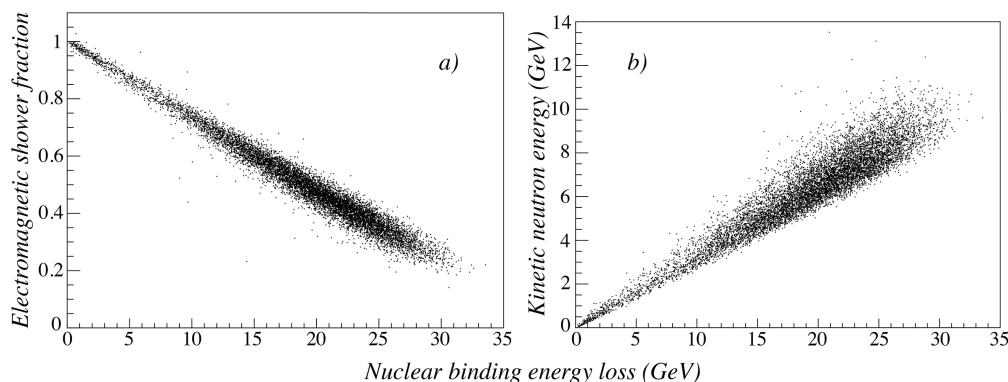 Electromagnetic shower fraction
1
0.8
0.6
0.4
0.2
0
a)
0 5 10 15 20 25 30 35
Kinetic neutron energy (GeV)
14
12
10
8
6
4
2
0
b)
0 5 10 15 20 25 30 35
Nuclear binding energy loss (GeV)